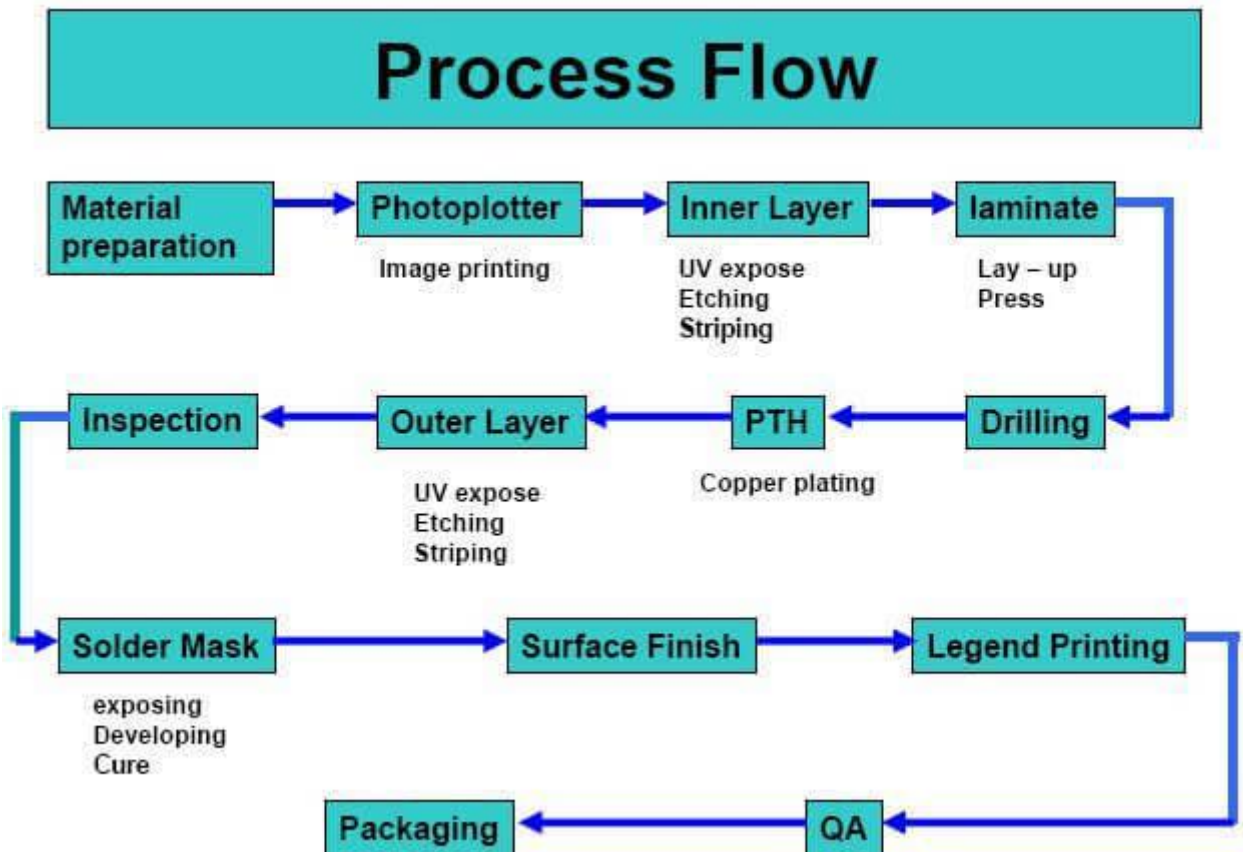 Process Flow
Material
preparation
Photoplotter
Inner Layer
laminate
Image printing
UV expose
Etching
Striping
Lay – up
Press
Drilling
PTH
Outer Layer
Inspection
Copper plating
UV expose
Etching
Striping
Solder Mask
Surface Finish
Legend Printing
exposing
Developing
Cure
QA
Packaging